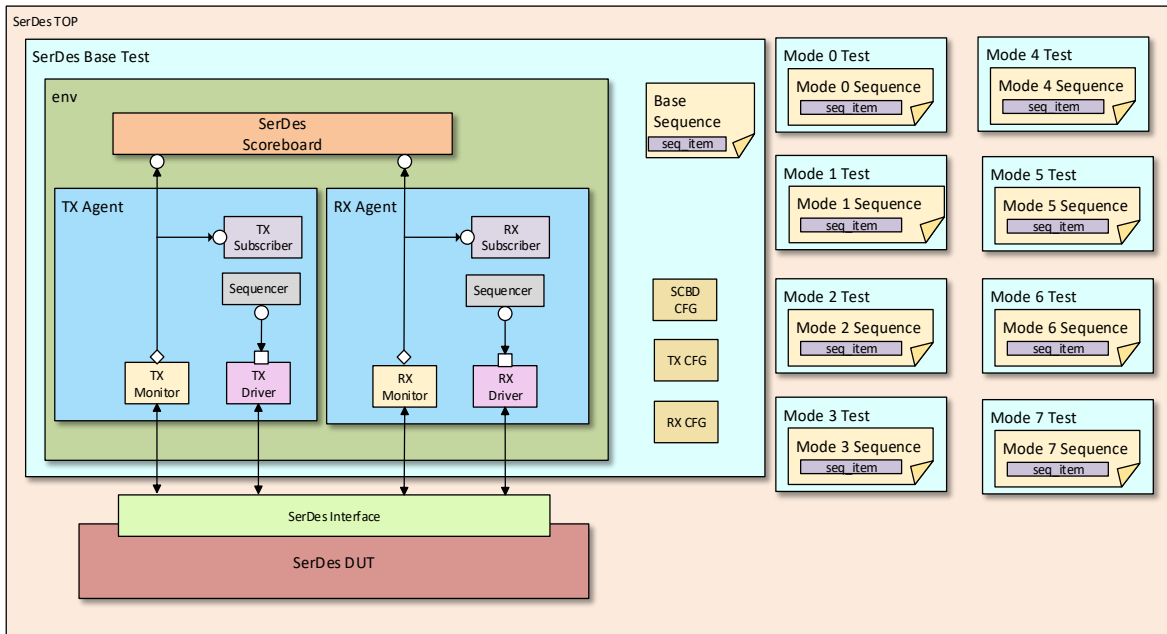 SerDes TOP
SerDes Base Test
env
SerDes
Scoreboard
TX Agent
TX
Subscriber
Sequencer
TX
Monitor
TX
Driver
RX Agent
RX
Subscriber
Sequencer
RX
Monitor
RX
Driver
Base
Sequence
seq_item
SCBD
CFG
TX CFG
RX CFG
SerDes Interface
SerDes DUT
Mode 0 Test
Mode 0 Sequence
seq_item
Mode 1 Test
Mode 1 Sequence
seq_item
Mode 2 Test
Mode 2 Sequence
seq_item
Mode 3 Test
Mode 3 Sequence
seq_item
Mode 4 Test
Mode 4 Sequence
seq_item
Mode 5 Test
Mode 5 Sequence
seq_item
Mode 6 Test
Mode 6 Sequence
seq_item
Mode 7 Test
Mode 7 Sequence
seq_item